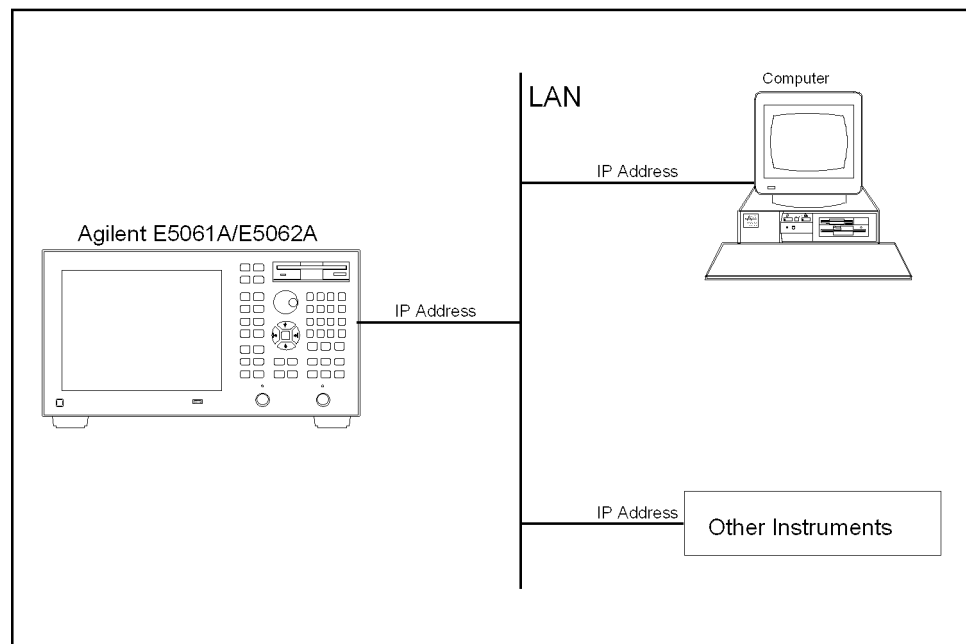 Computer
LAN
IP Address
Agilent E5061A/E5062A
IP Address
IP Address
Other Instruments